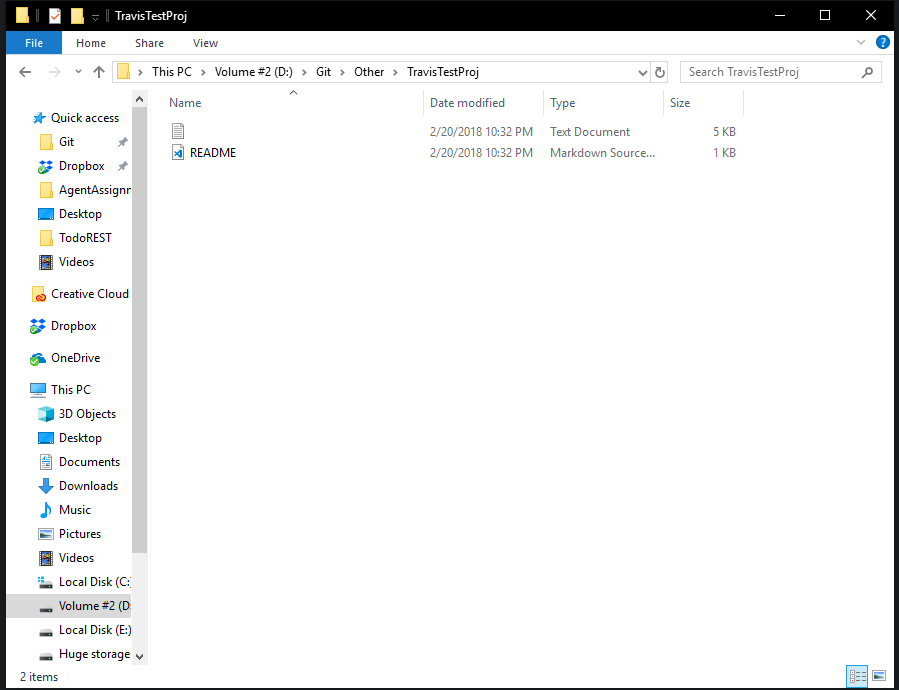 TravisTestProj
File Home Share View
This PC Volume #2 (D:) Git Other TravisTestProj
Search TravisTestProj
Name Date modified Type Size
2/20/2018 10:32 PM Text Document 5 KB
README 2/20/2018 10:32 PM Markdown Source... 1 KB
Quick access
Git
Dropbox
AgentAssignm
Desktop
TodoREST
Videos
Creative Cloud
Dropbox
OneDrive
This PC
3D Objects
Desktop
Documents
Downloads
Music
Pictures
Videos
Local Disk (C:)
Volume #2 (D:
Local Disk (E:)
Huge storage
2 items